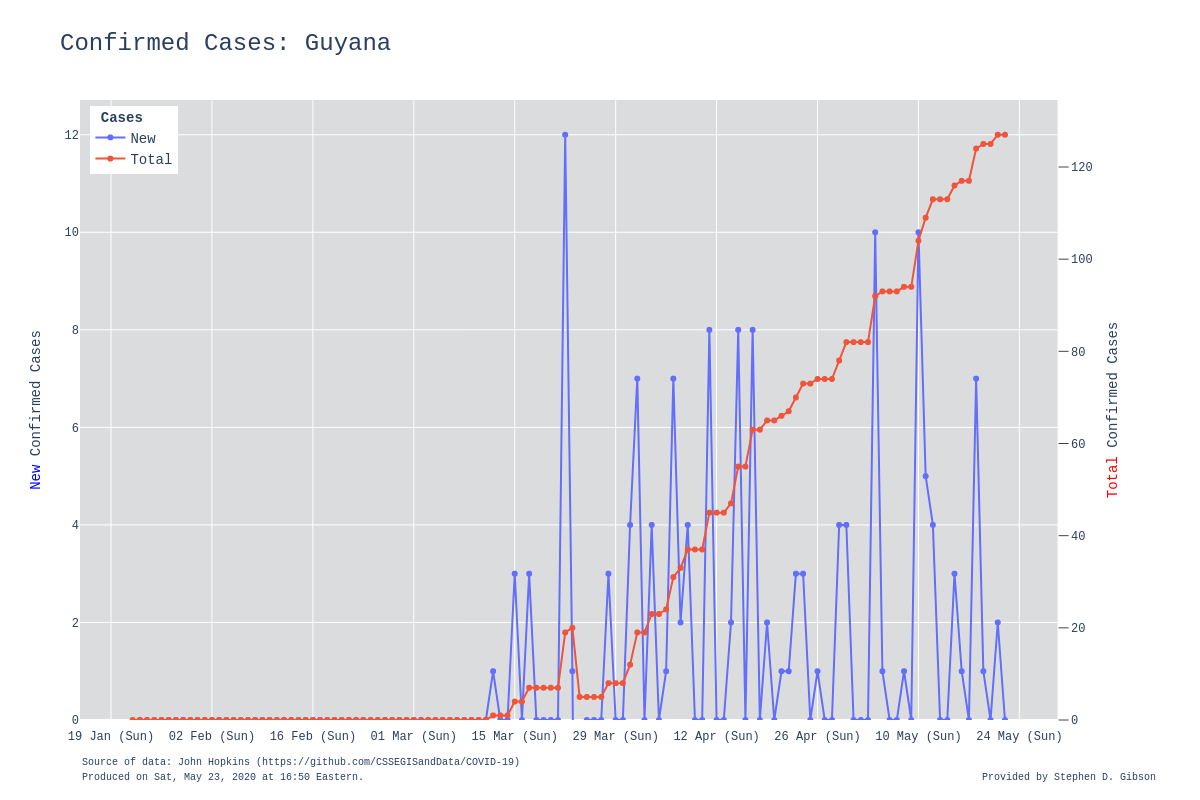 Confirmed Cases: Guyana
Cases
New
Total
12
10
8
6
4
2
0
120
100
80
60
40
20
0
New Confirmed Cases
Total Confirmed Cases
19 Jan (Sun) 02 Feb (Sun) 16 Feb (Sun) 01 Mar (Sun) 15 Mar (Sun) 29 Mar (Sun) 12 Apr (Sun) 26 Apr (Sun) 10 May (Sun) 24 May (Sun)
Source of data: John Hopkins (https://github.com/CSSEGISandData/COVID-19)
Produced on Sat, May 23, 2020 at 16:50 Eastern.
Provided by Stephen D. Gibson